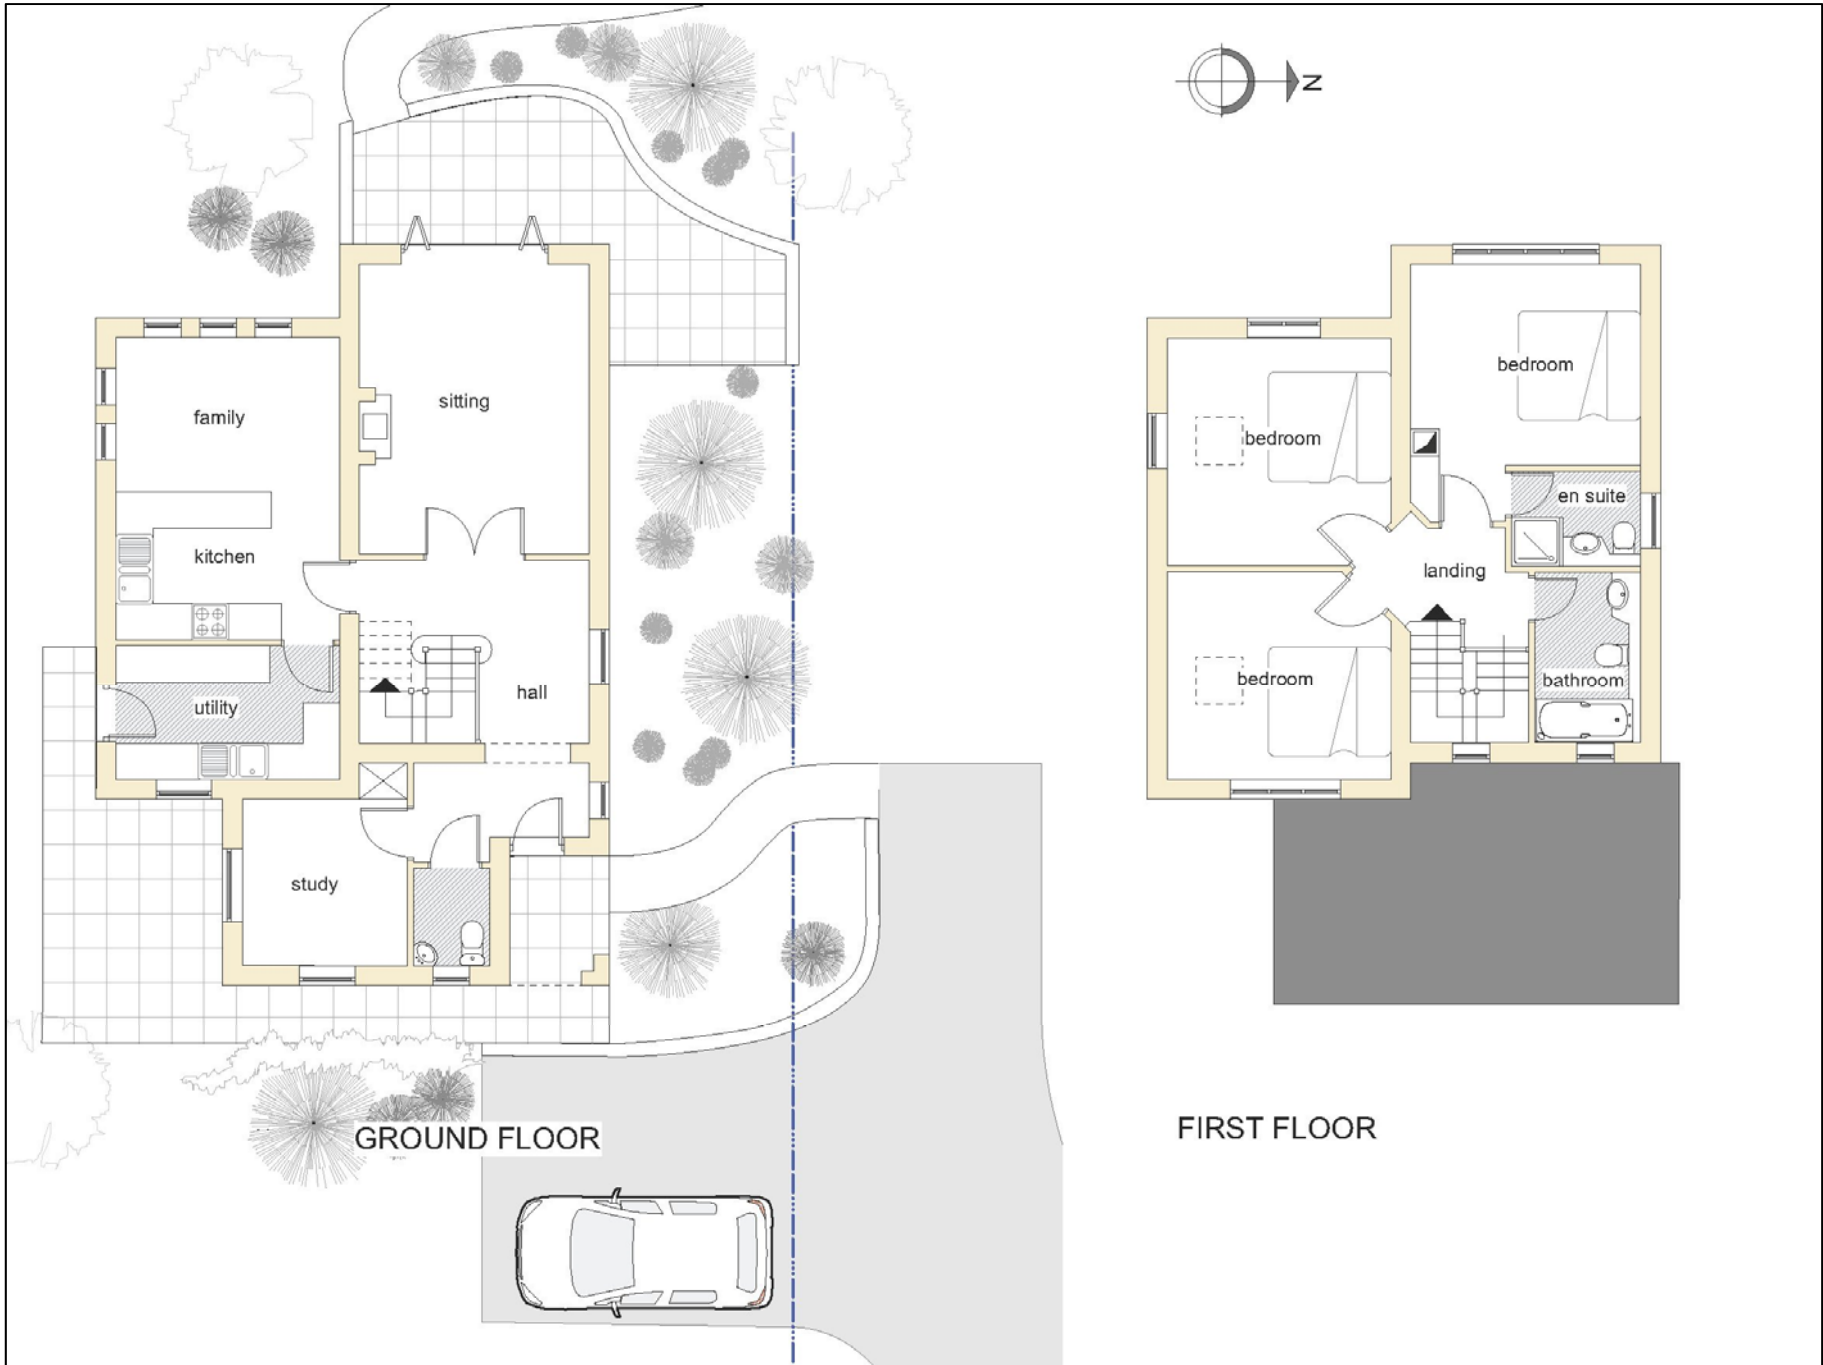 N
family
sitting
kitchen
hall
utility
study
GROUND FLOOR
bedroom
bedroom
en suite
landing
bedroom
bathroom
FIRST FLOOR